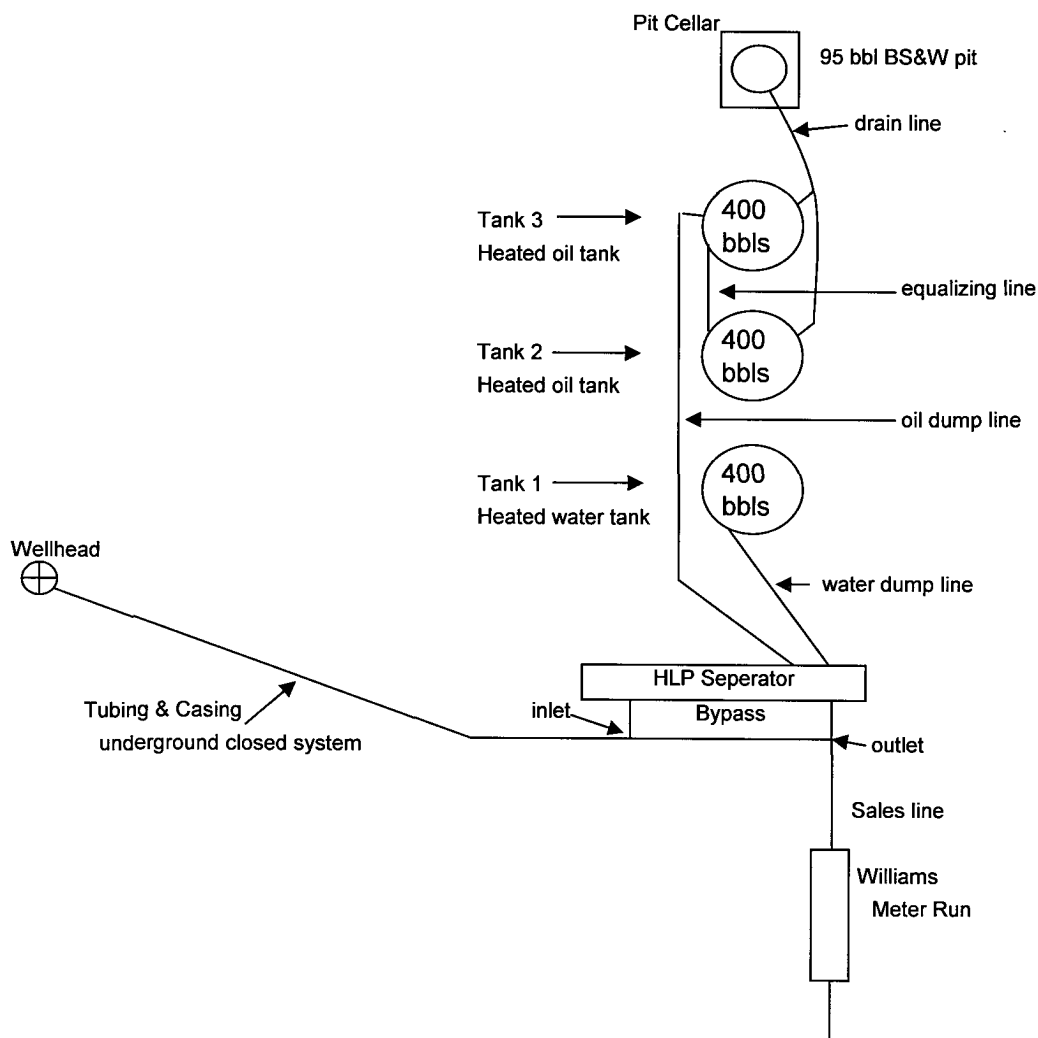 Pit Cellar
95 bbl BS&W pit
drain line
Tank 3
Heated oil tank
400
bbls
equalizing line
Tank 2
Heated oil tank
400
bbls
oil dump line
Tank 1
Heated water tank
400
bbls
Wellhead
water dump line
HLP Seperator
Tubing & Casing
underground closed system
inlet
Bypass
outlet
Sales line
Williams
Meter Run